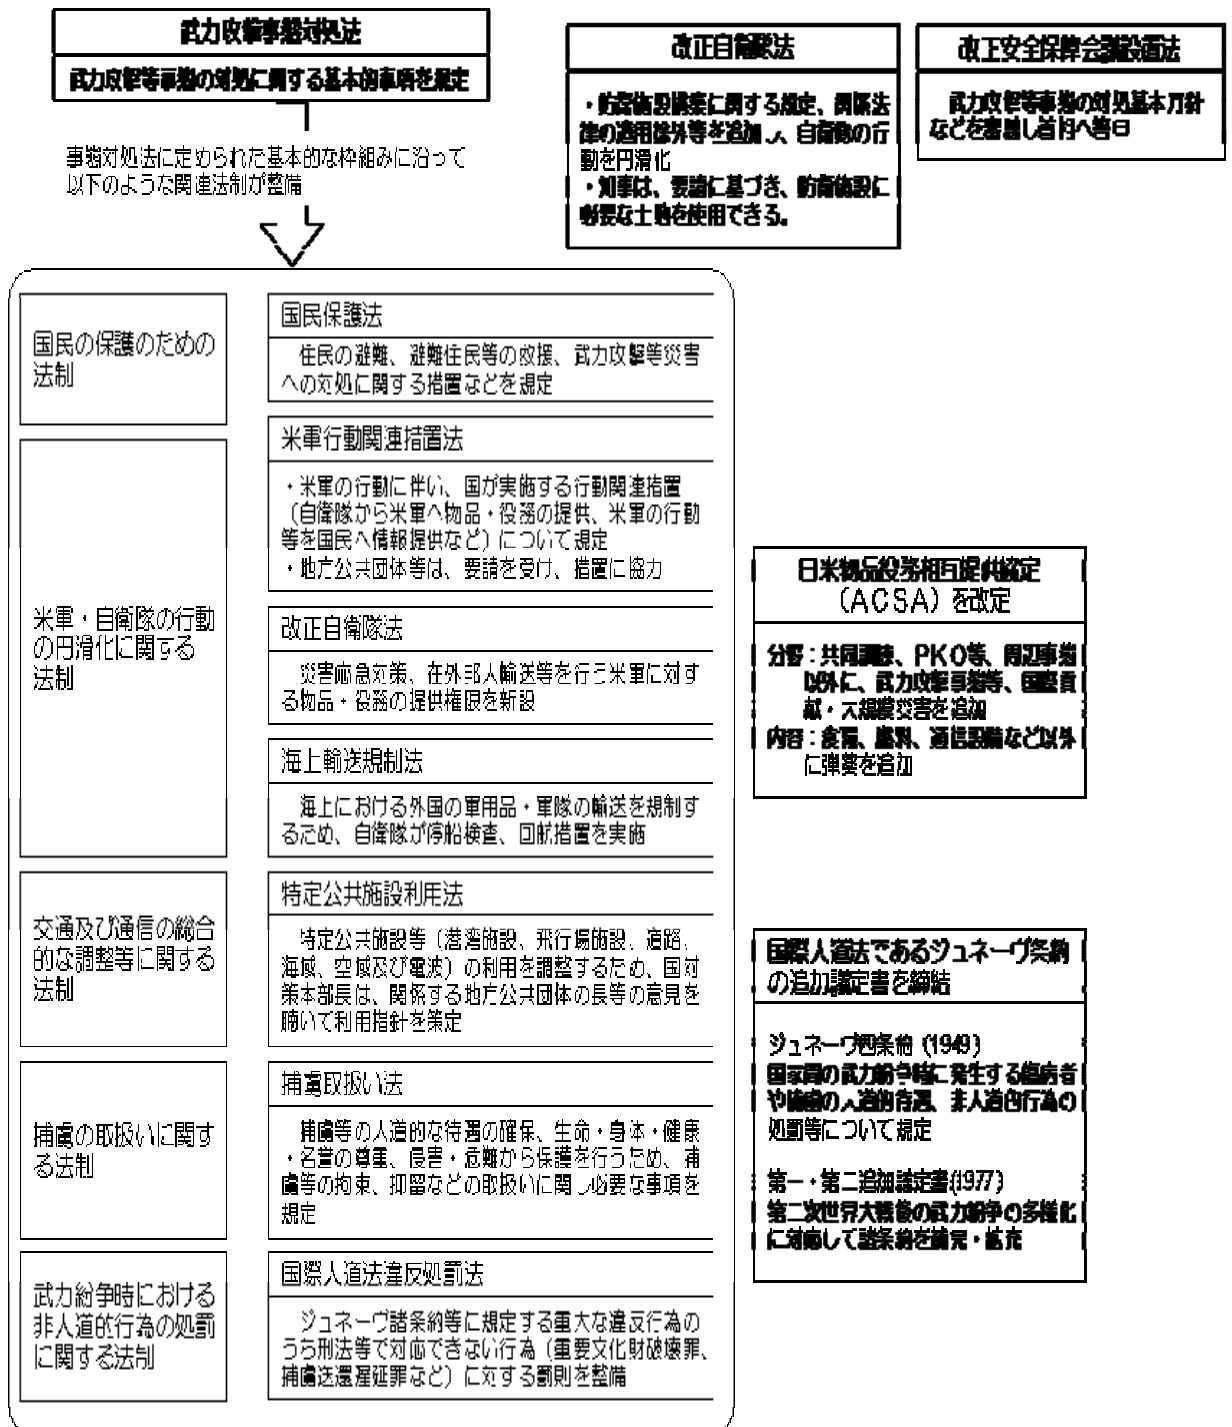 武力攻撃事態対処法
武力攻撃等事態の対処に関する基本的事項を規定
事態対処法に定められた基本的な枠組みに沿って
以下のような関連法制が整備
改正自衛隊法
・防衛施設構築に関する規定、関係法
律の適用除外等を追加し、自衛隊の行
動を円滑化
・知事は、要請に基づき、防衛施設に
必要な土地を使用できる。
改正安全保障会議設置法
武力攻撃等事態の対処基本方針
などを審議し首相へ答申
国民の保護のための
法制
国民保護法
住民の避難、避難住民等の救援、武力攻撃等災害
への対処に関する措置などを規定
米軍・自衛隊の行動
の円滑化に関する
法制
米軍行動関連措置法
・米軍の行動に伴い、国が実施する行動関連措置
（自衛隊から米軍へ物品・役務の提供、米軍の行動
等を国民へ情報提供など）について規定
・地方公共団体等は、要請を受け、措置に協力
改正自衛隊法
災害応急対策、在外邦人輸送等を行う米軍に対す
る物品・役務の提供権限を新設
海上輸送規制法
海上における外国の軍用品・軍隊の輸送を規制す
るため、自衛隊が停船検査、回航措置を実施
日米物品役務相互提供協定
（ACSA）を改定
分野：共同訓練、PKO等、周辺事態
以外に、武力攻撃事態等、国際貢
献・大規模災害を追加
内容：食糧、燃料、通信設備など以外
に弾薬を追加
交通及び通信の総合
的な調整等に関する
法制
特定公共施設利用法
特定公共施設等（港湾施設、飛行場施設、道路、
海域、空域及び電波）の利用を調整するため、国対
策本部長は、関係する地方公共団体の長等の意見を
聴いて利用指針を策定
捕虜の取扱いに関す
る法制
捕虜取扱い法
捕虜等の人道的な待遇の確保、生命・身体・健康
・名誉の尊重、侵害・危難から保護を行うため、捕
虜等の拘束、抑留などの取扱いに関し必要な事項を
規定
武力紛争時における
非人道的行為の処罰
に関する法制
国際人道法違反処罰法
ジュネーヴ諸条約等に規定する重大な違反行為の
うち刑法等で対応できない行為（重要文化財破壊罪、
捕虜送還遅延罪など）に対する罰則を整備
国際人道法であるジュネーヴ条約
の追加議定書を締結
ジュネーヴ四条約 (1949)
国家間の武力紛争時に発生する傷病者
や捕虜の人道的待遇、非人道的行為の
処罰等について規定
第一・第二追加議定書(1977)
第二次世界大戦後の武力紛争の多様化
に対応して諸条約を補完・拡充